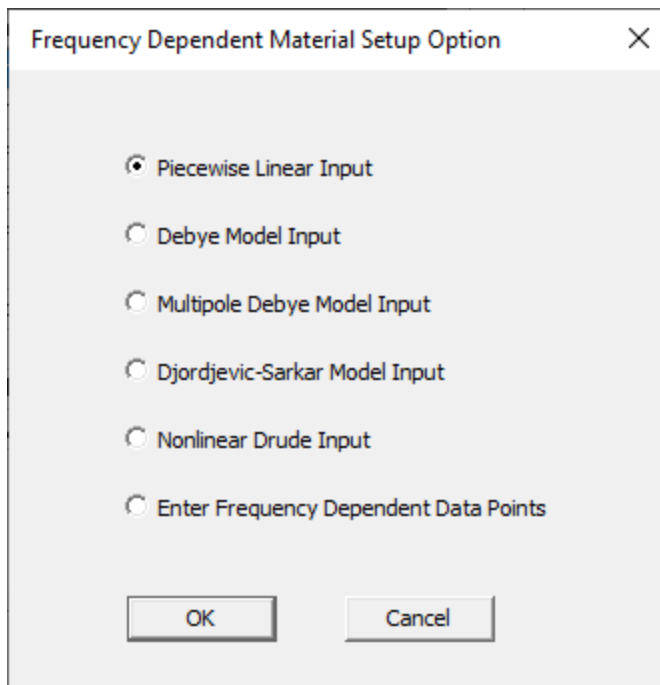 Frequency Dependent Material Setup Option
Piecewise Linear Input
Debye Model Input
Multipole Debye Model Input
Djordjevic-Sarkar Model Input
Nonlinear Drude Input
Enter Frequency Dependent Data Points
OK
Cancel